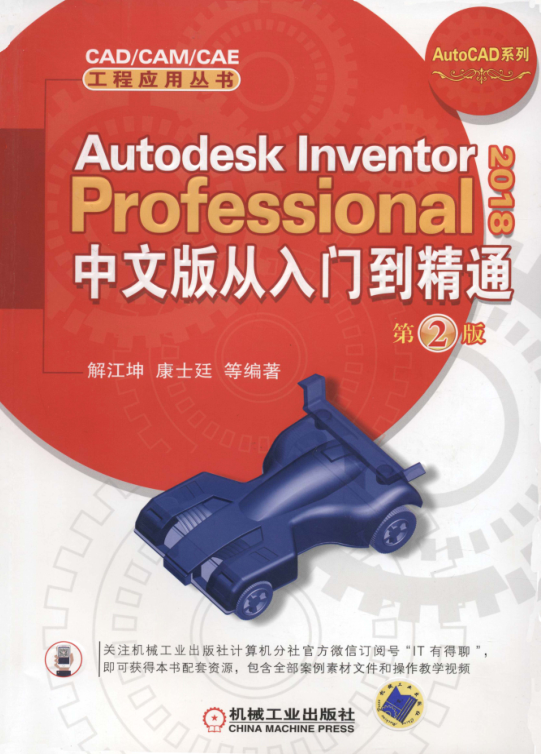 CAD/CAM/CAE
工程应用丛书
AutoCAD系列
Autodesk Inventor
Professional
2018
中文版从入门到精通
第2版
解江坤 康士廷 等编著
关注机械工业出版社计算机分社官方微信订阅号“IT有得聊”，
即可获得本书配套资源，包含全部案例素材文件和操作教学视频
机械工业出版社
CHINA MACHINE PRESS